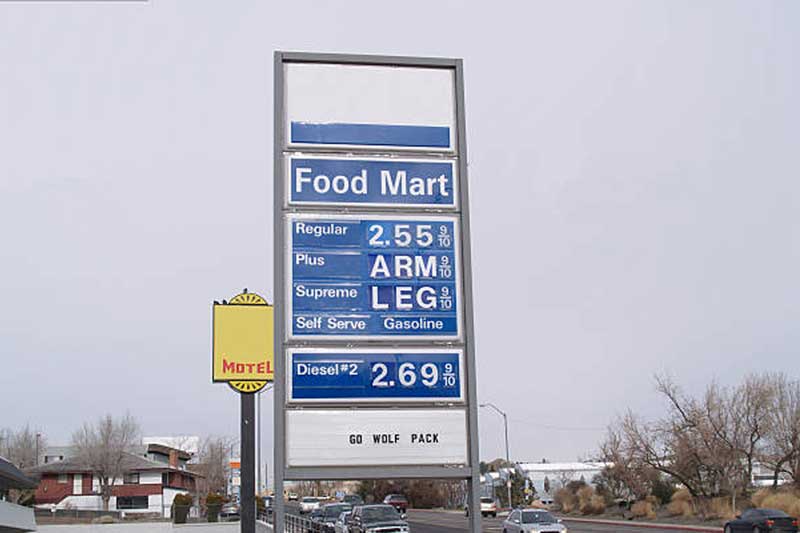 Food Mart
Regular 2.55 9/10
Plus ARM 9/10
Supreme LEG 9/10
Self Serve Gasoline
Diesel #2 2.69 9/10
GO WOLF PACK
MOTEL